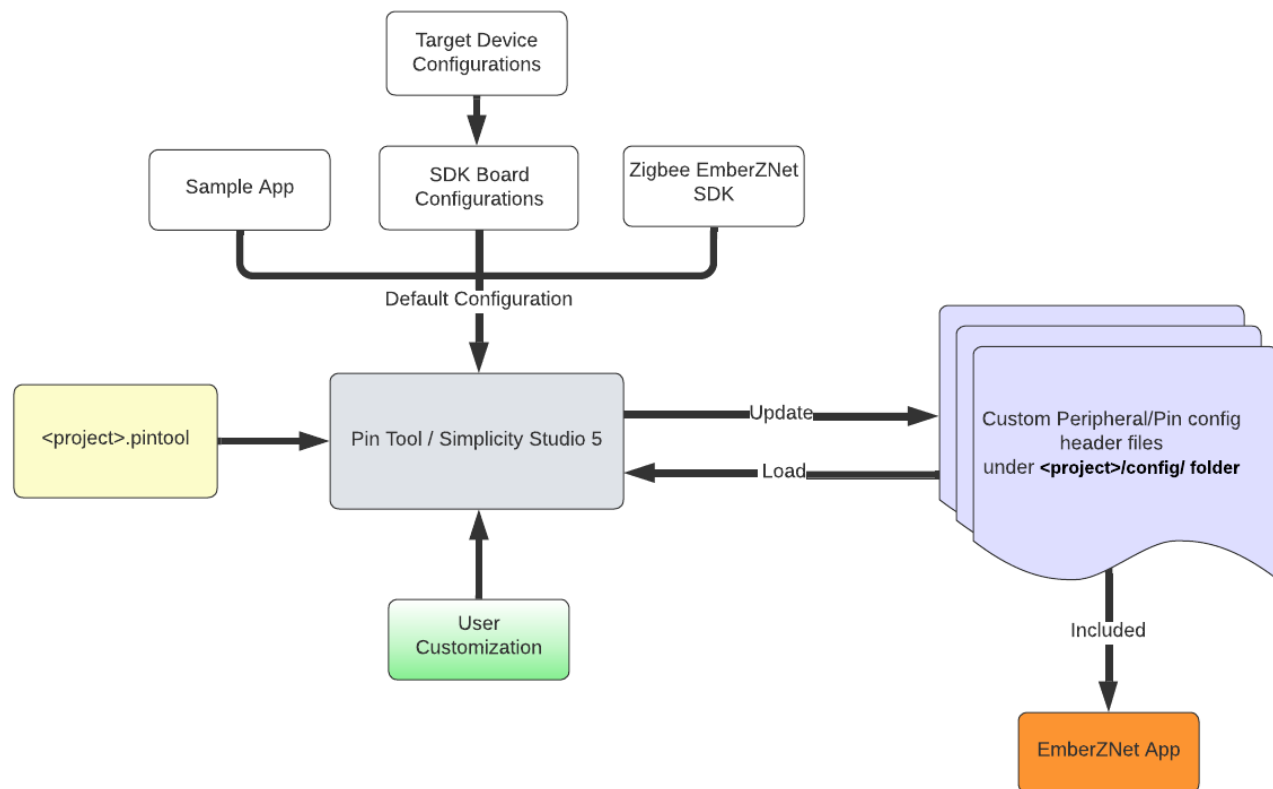 Target Device
Configurations
Sample App
SDK Board
Configurations
Zigbee EmberZNet
SDK
Default Configuration
<project>.pintool
Pin Tool / Simplicity Studio 5
Update
Load
Custom Peripheral/Pin config
header files
under <project>/config/ folder
User
Customization
Included
EmberZNet App